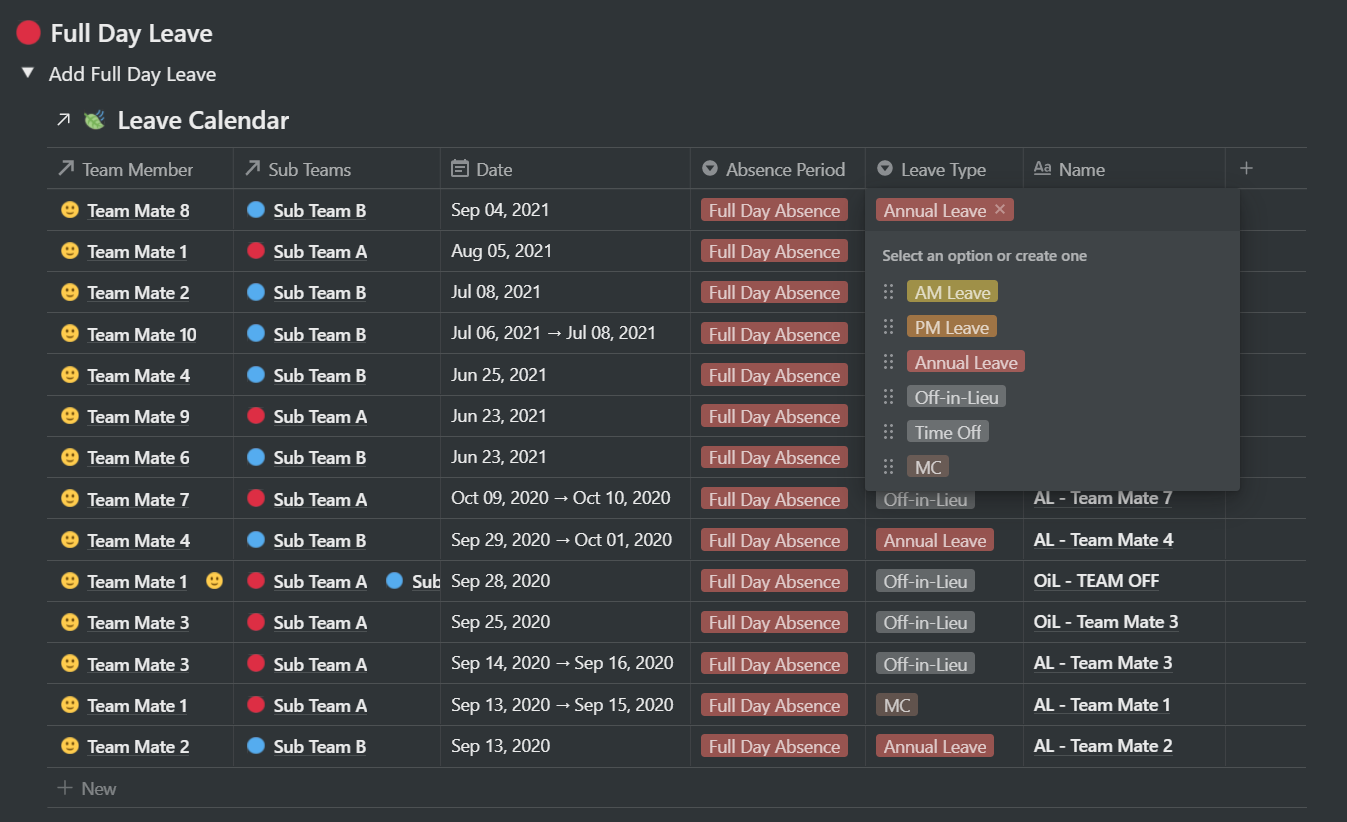 Full Day Leave
Add Full Day Leave
Leave Calendar
Team Member Sub Teams Date Absence Period Leave Type Aa Name
Team Mate 8 Sub Team B Sep 04, 2021 Full Day Absence Annual Leave ×
Team Mate 1 Sub Team A Aug 05, 2021 Full Day Absence Select an option or create one
Team Mate 2 Sub Team B Jul 08, 2021 Full Day Absence AM Leave
Team Mate 10 Sub Team B Jul 06, 2021 → Jul 08, 2021 Full Day Absence PM Leave
Team Mate 4 Sub Team B Jun 25, 2021 Full Day Absence Annual Leave
Team Mate 9 Sub Team A Jun 23, 2021 Full Day Absence Off-in-Lieu
Time Off
Team Mate 6 Sub Team B Jun 23, 2021 Full Day Absence MC
Team Mate 7 Sub Team A Oct 09, 2020 → Oct 10, 2020 Full Day Absence Off-in-Lieu AL - Team Mate 7
Team Mate 4 Sub Team B Sep 29, 2020 → Oct 01, 2020 Full Day Absence Annual Leave AL - Team Mate 4
Team Mate 1 Sub Team A Sub Sep 28, 2020 Full Day Absence Off-in-Lieu OiL - TEAM OFF
Team Mate 3 Sub Team A Sep 25, 2020 Full Day Absence Off-in-Lieu OiL - Team Mate 3
Team Mate 3 Sub Team A Sep 14, 2020 → Sep 16, 2020 Full Day Absence Off-in-Lieu AL - Team Mate 3
Team Mate 1 Sub Team A Sep 13, 2020 → Sep 15, 2020 Full Day Absence MC AL - Team Mate 1
Team Mate 2 Sub Team B Sep 13, 2020 Full Day Absence Annual Leave AL - Team Mate 2
+ New